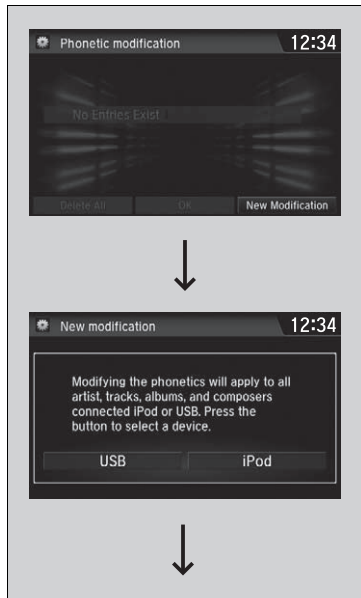 Phonetic modification 12:34
No Entries Exist
Delete All OK New Modification
New modification 12:34
Modifying the phonetics will apply to all
artist, tracks, albums, and composers
connected iPod or USB. Press the
button to select a device.
USB iPod